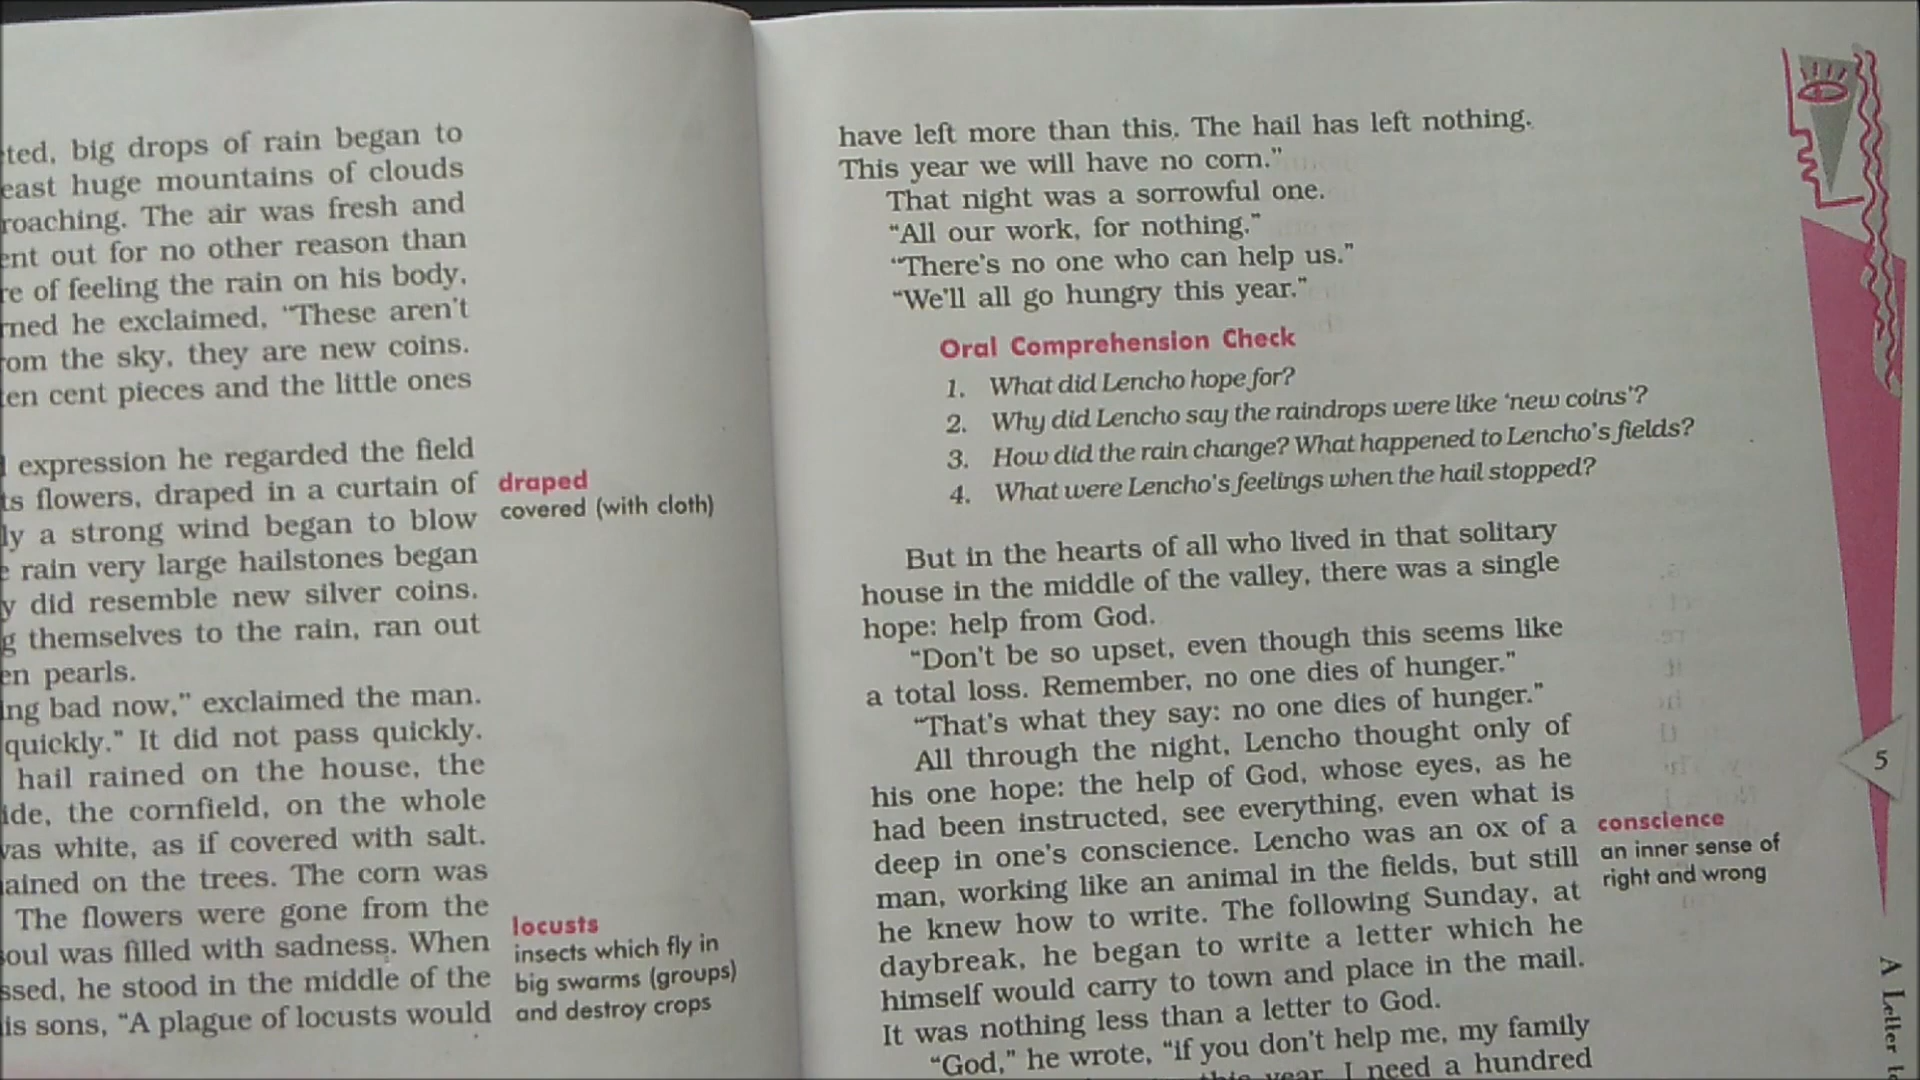 ted, big drops of rain began to
east huge mountains of clouds
roaching. The air was fresh and
ent out for no other reason than
re of feeling the rain on his body,
rned he exclaimed, “These aren't
om the sky, they are new coins.
en cent pieces and the little ones
expression he regarded the field
ts flowers, draped in a curtain of
ly a strong wind began to blow
e rain very large hailstones began
y did resemble new silver coins.
g themselves to the rain, ran out
en pearls.
ing bad now,” exclaimed the man.
quickly.” It did not pass quickly.
hail rained on the house, the
ide, the cornfield, on the whole
was white, as if covered with salt.
ained on the trees. The corn was
The flowers were gone from the
soul was filled with sadness. When
ssed, he stood in the middle of the
is sons, “A plague of locusts would
draped
covered (with cloth)
locusts
insects which fly in
big swarms (groups)
and destroy crops
have left more than this. The hail has left nothing.
This year we will have no corn.”
That night was a sorrowful one.
“All our work, for nothing.”
“There's no one who can help us.”
“We'll all go hungry this year.”
Oral Comprehension Check
1. What did Lencho hope for?
2. Why did Lencho say the raindrops were like ‘new coins’?
3. How did the rain change? What happened to Lencho's fields?
4. What were Lencho's feelings when the hail stopped?
But in the hearts of all who lived in that solitary
house in the middle of the valley, there was a single
hope: help from God.
“Don't be so upset, even though this seems like
a total loss. Remember, no one dies of hunger.”
“That's what they say: no one dies of hunger.”
All through the night, Lencho thought only of
his one hope: the help of God, whose eyes, as he
had been instructed, see everything, even what is
deep in one's conscience. Lencho was an ox of a
man, working like an animal in the fields, but still
he knew how to write. The following Sunday, at
daybreak, he began to write a letter which he
himself would carry to town and place in the mail.
It was nothing less than a letter to God.
“God,” he wrote, “if you don't help me, my family
this year. I need a hundred
conscience
an inner sense of
right and wrong
5
A Letter to